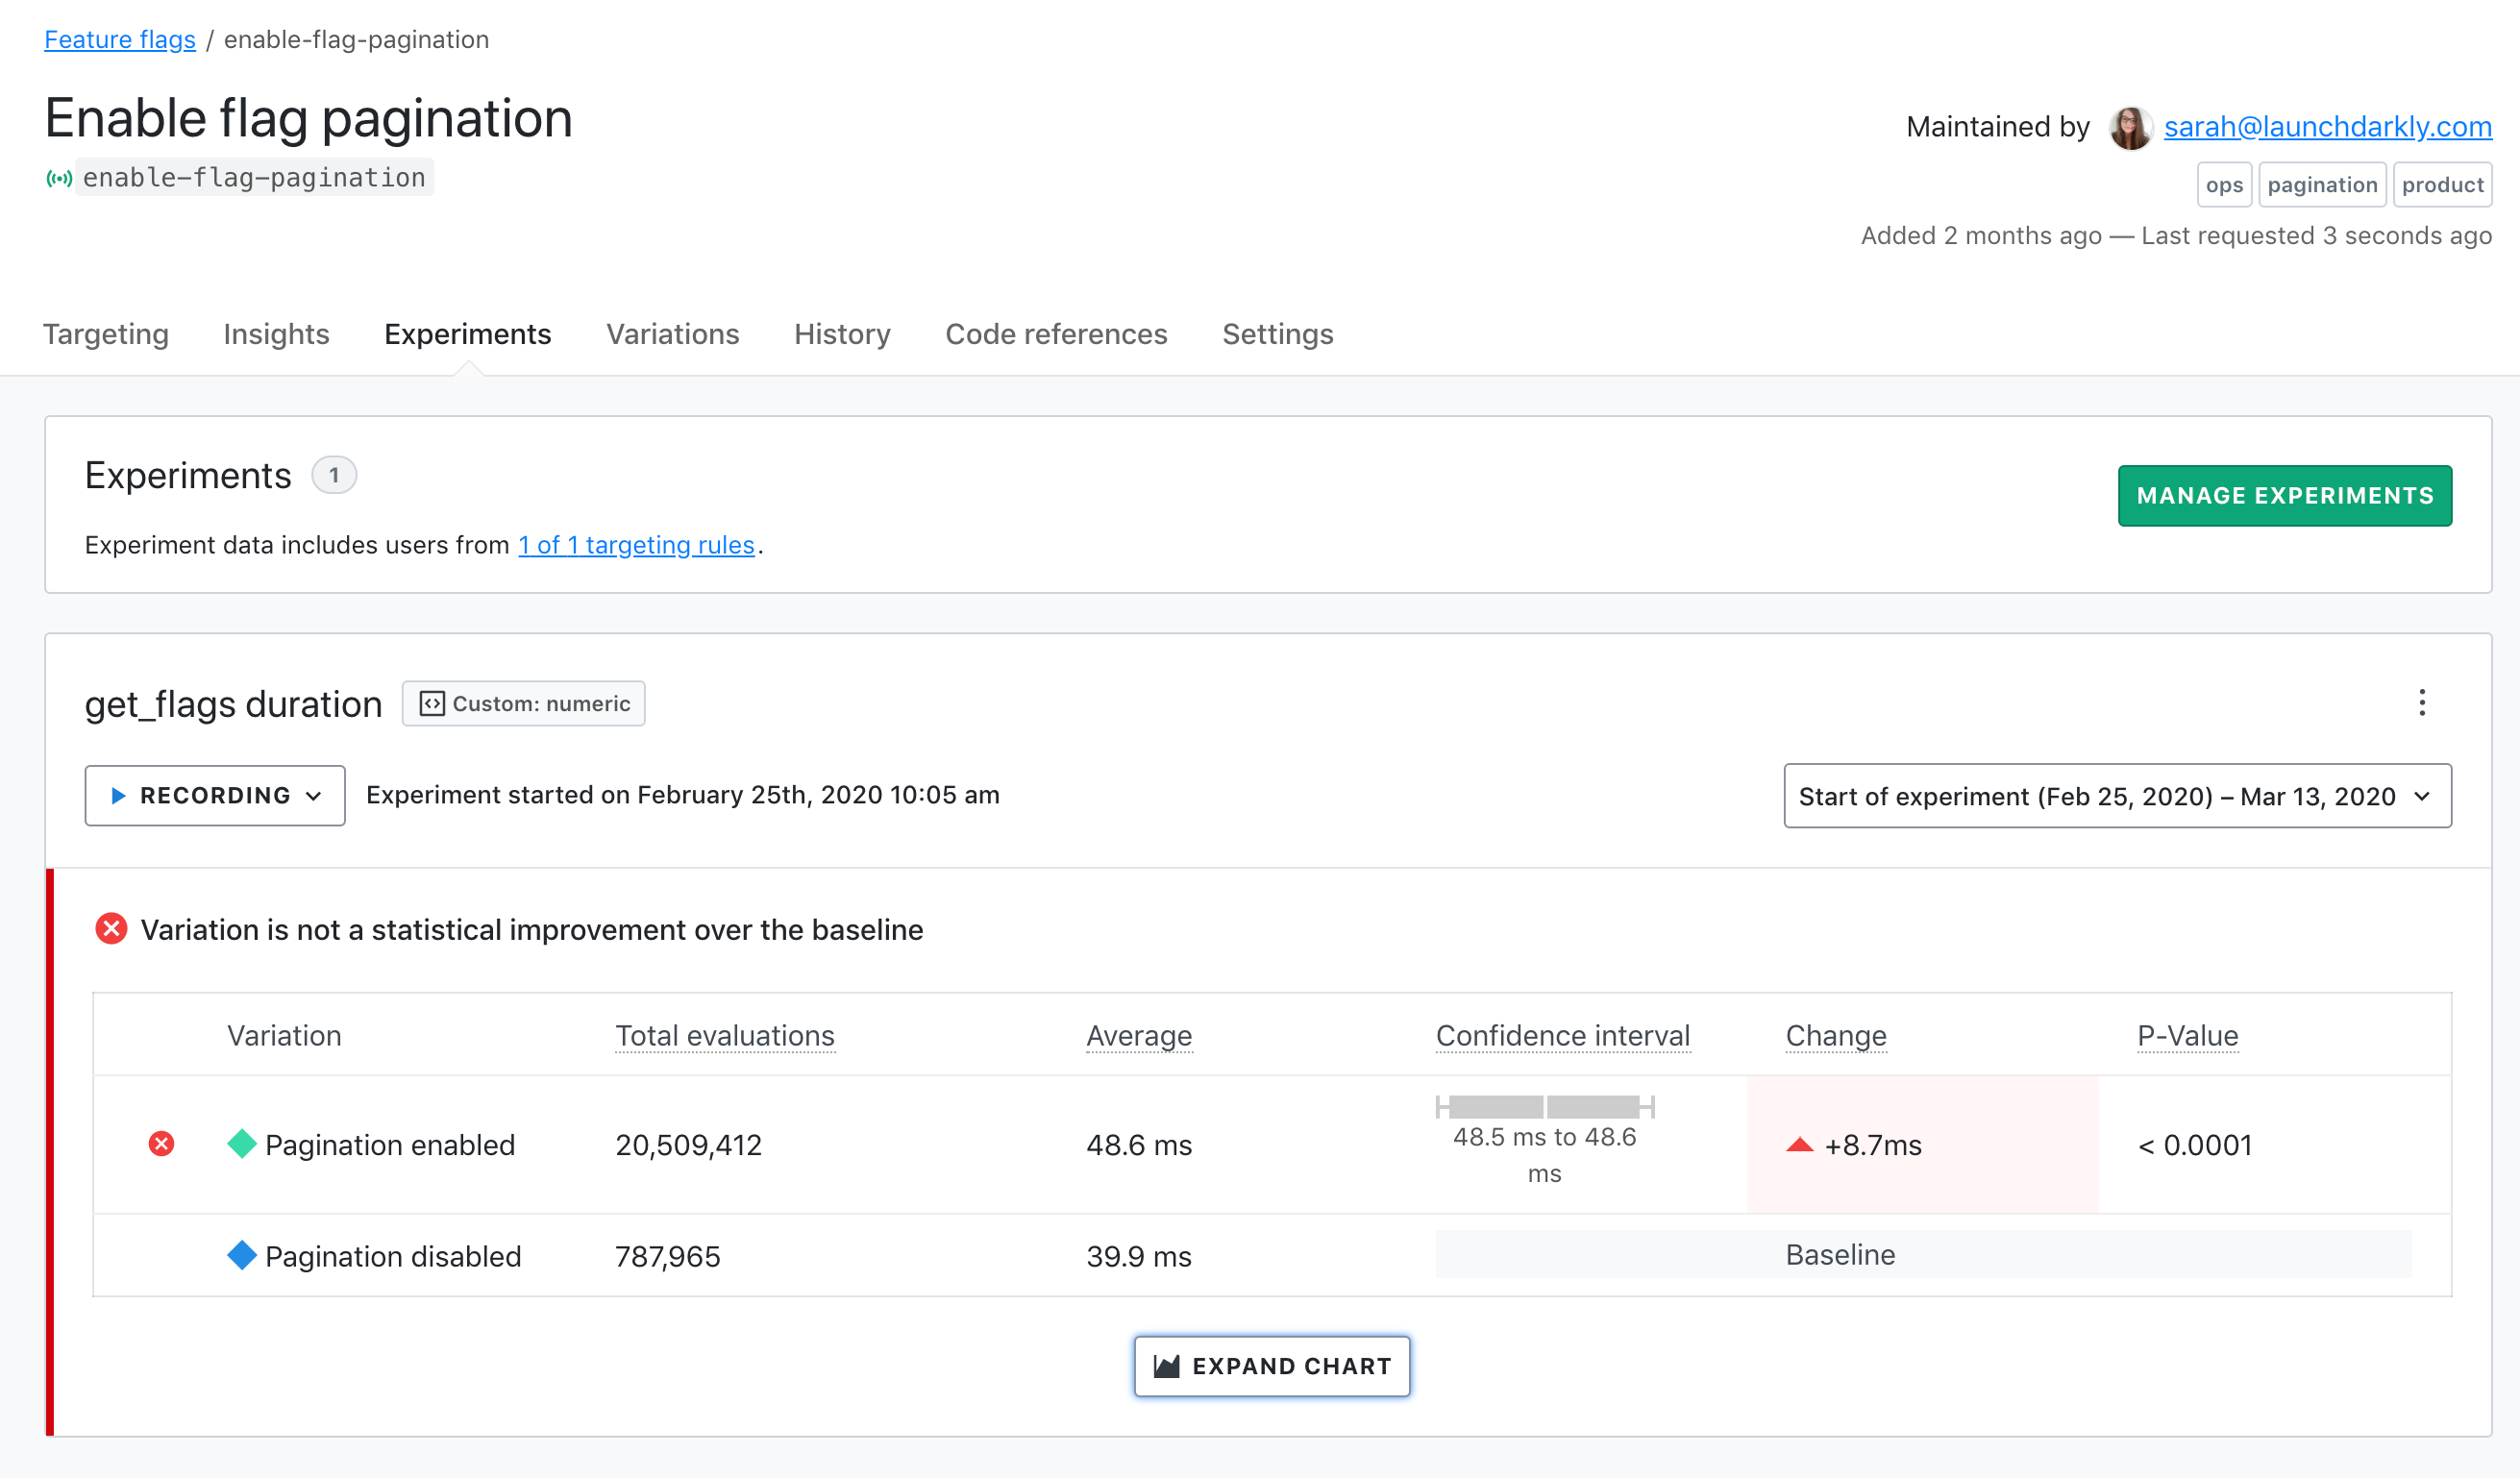 Feature flags / enable-flag-pagination
Enable flag pagination
enable-flag-pagination
Maintained by sarah@launchdarkly.com
ops pagination product
Added 2 months ago — Last requested 3 seconds ago
Targeting Insights Experiments Variations History Code references Settings
Experiments 1
MANAGE EXPERIMENTS
Experiment data includes users from 1 of 1 targeting rules.
get_flags duration Custom: numeric
RECORDING Experiment started on February 25th, 2020 10:05 am
Start of experiment (Feb 25, 2020) – Mar 13, 2020
Variation is not a statistical improvement over the baseline
Variation Total evaluations Average Confidence interval Change P-Value
Pagination enabled 20,509,412 48.6 ms 48.5 ms to 48.6 ms +8.7ms < 0.0001
Pagination disabled 787,965 39.9 ms Baseline
EXPAND CHART